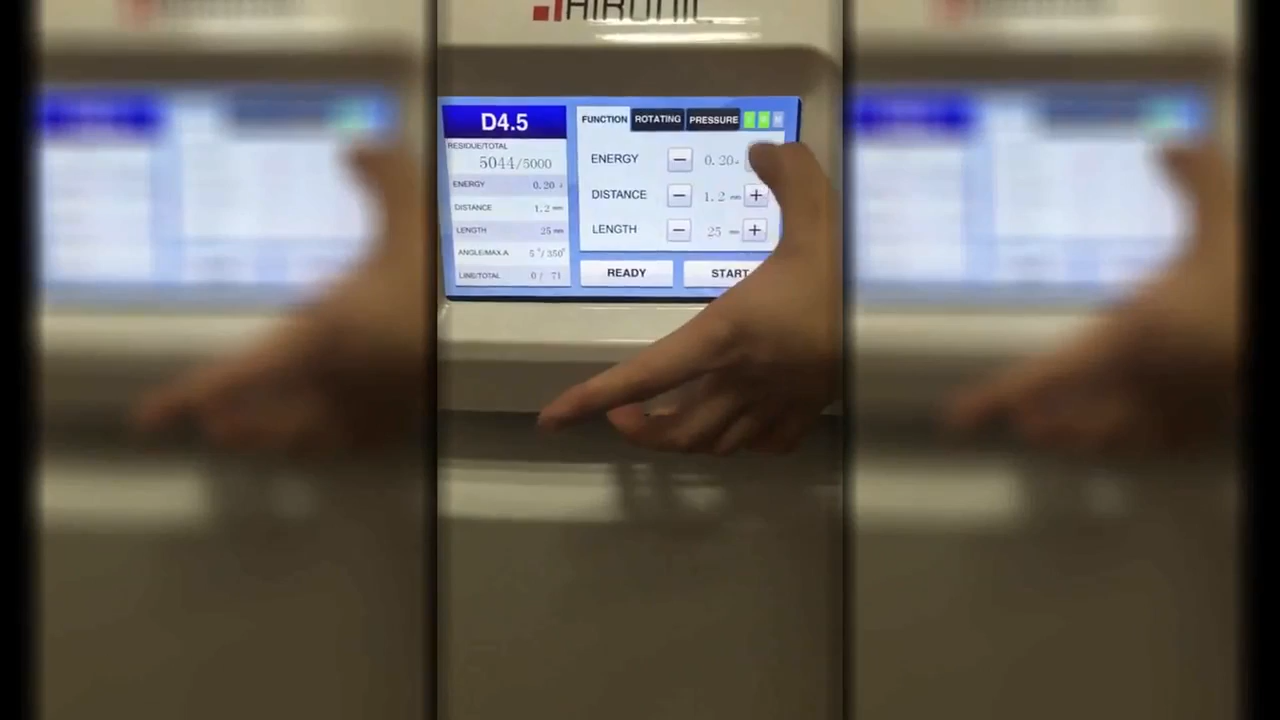 D4.5
RESIDUE/TOTAL
5044/5000
ENERGY 0.20 J
DISTANCE 1.2 mm
LENGTH 25 mm
ANGLE/MAX.A 5°/350°
LINE/TOTAL 0/ 71
FUNCTION ROTATING PRESSURE
ENERGY − 0.20
DISTANCE − 1.2 mm +
LENGTH − 25 mm +
READY START